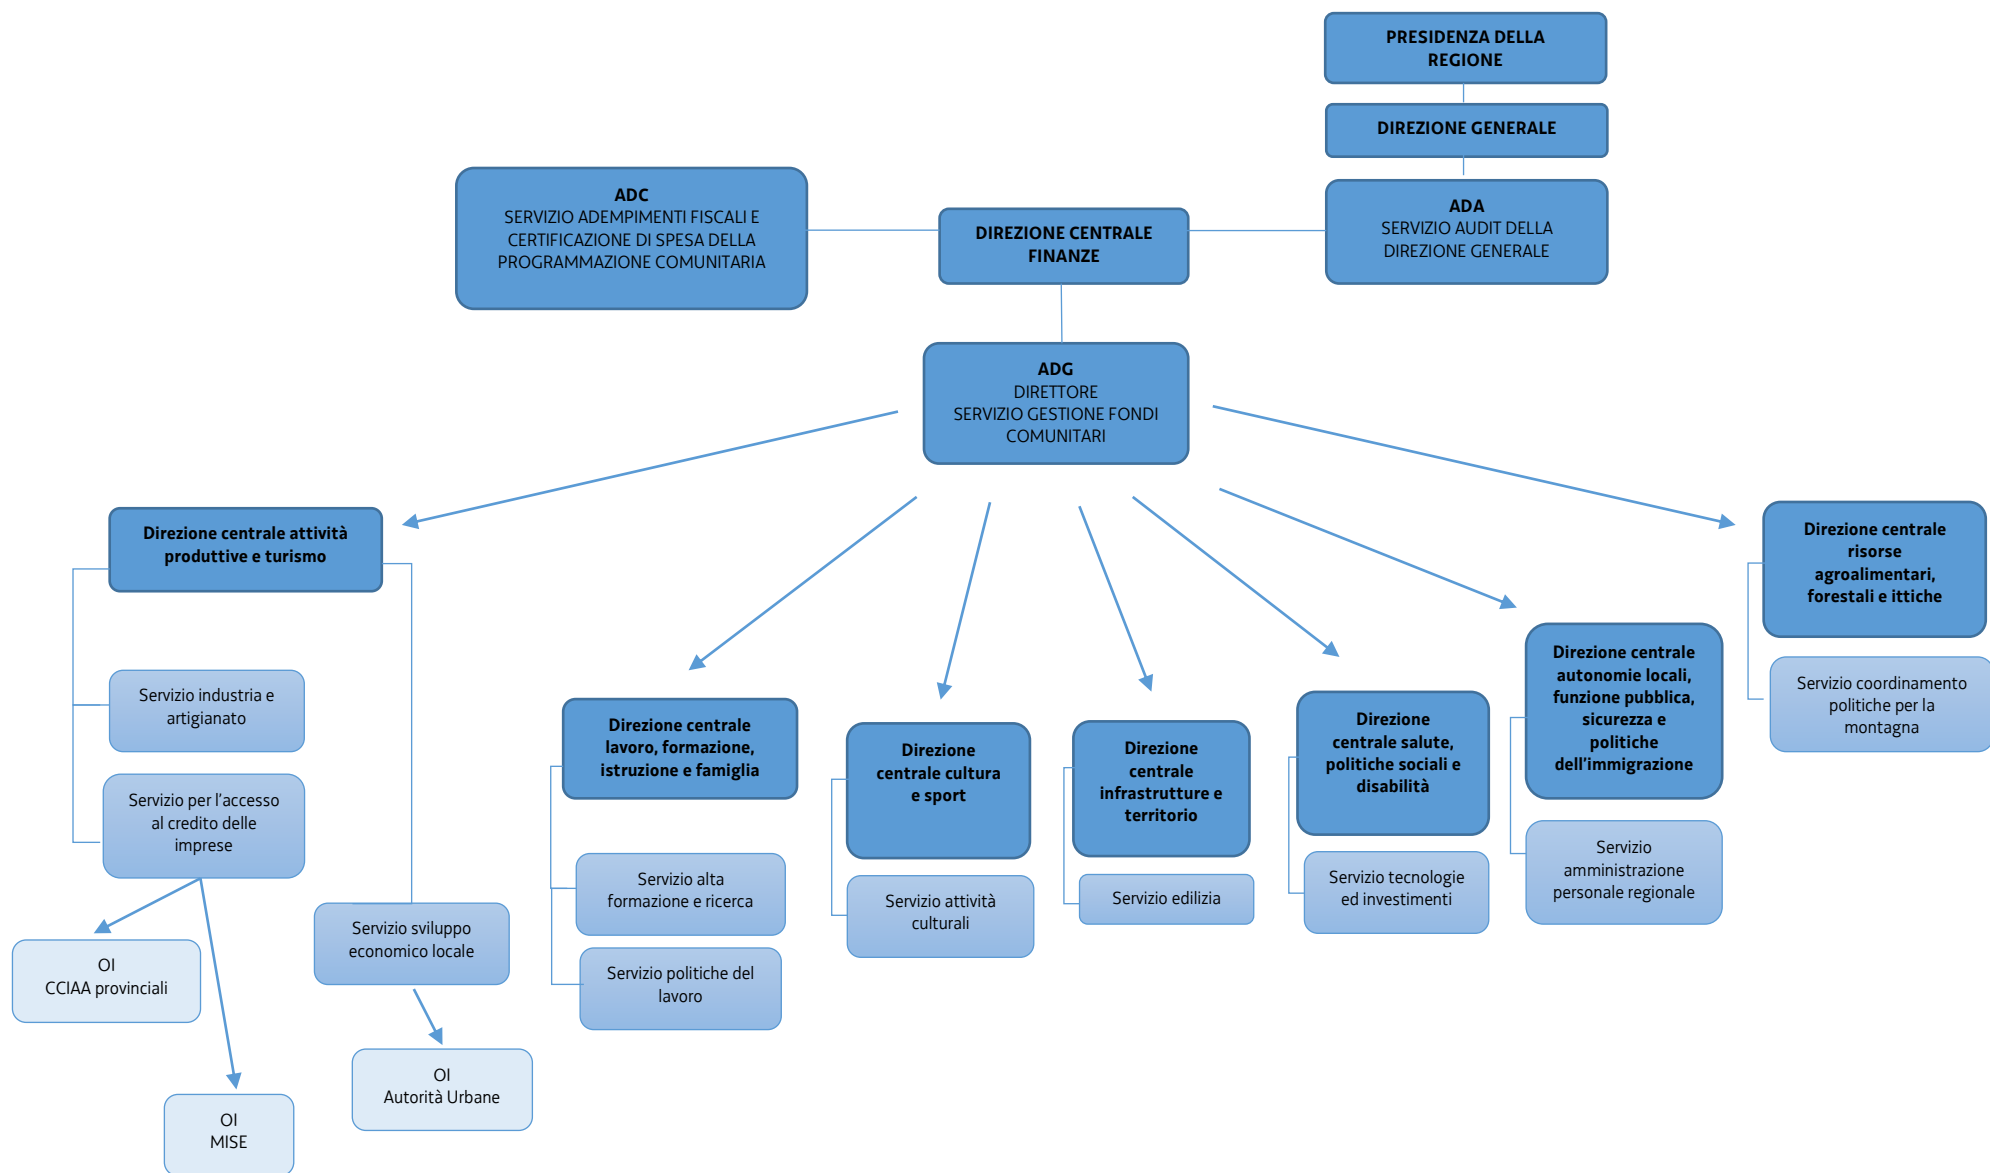 PRESIDENZA DELLA
REGIONE
DIREZIONE GENERALE
ADC
SERVIZIO ADEMPIMENTI FISCALI E
CERTIFICAZIONE DI SPESA DELLA
PROGRAMMAZIONE COMUNITARIA
DIREZIONE CENTRALE
FINANZE
ADA
SERVIZIO AUDIT DELLA
DIREZIONE GENERALE
ADG
DIRETTORE
SERVIZIO GESTIONE FONDI
COMUNITARI
Direzione centrale attività
produttive e turismo
Servizio industria e
artigianato
Servizio per l'accesso
al credito delle
imprese
OI
CCIAA provinciali
OI
MISE
Servizio sviluppo
economico locale
OI
Autorità Urbane
Direzione centrale
lavoro, formazione,
istruzione e famiglia
Servizio alta
formazione e ricerca
Servizio politiche del
lavoro
Direzione
centrale cultura
e sport
Servizio attività
culturali
Direzione
centrale
infrastrutture e
territorio
Servizio edilizia
Direzione
centrale salute,
politiche sociali e
disabilità
Servizio tecnologie
ed investimenti
Direzione centrale
autonomie locali,
funzione pubblica,
sicurezza e
politiche
dell'immigrazione
Servizio
amministrazione
personale regionale
Direzione centrale
risorse
agroalimentari,
forestali e ittiche
Servizio coordinamento
politiche per la
montagna